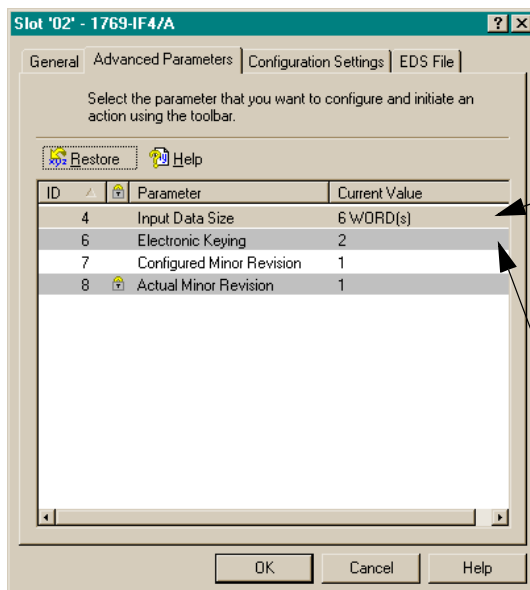 Slot '02' - 1769-IF4/A
General Advanced Parameters Configuration Settings EDS File
Select the parameter that you want to configure and initiate an
action using the toolbar.
Restore Help
ID Parameter Current Value
4 Input Data Size 6 WORD(s)
6 Electronic Keying 2
7 Configured Minor Revision 1
8 Actual Minor Revision 1
OK Cancel Help